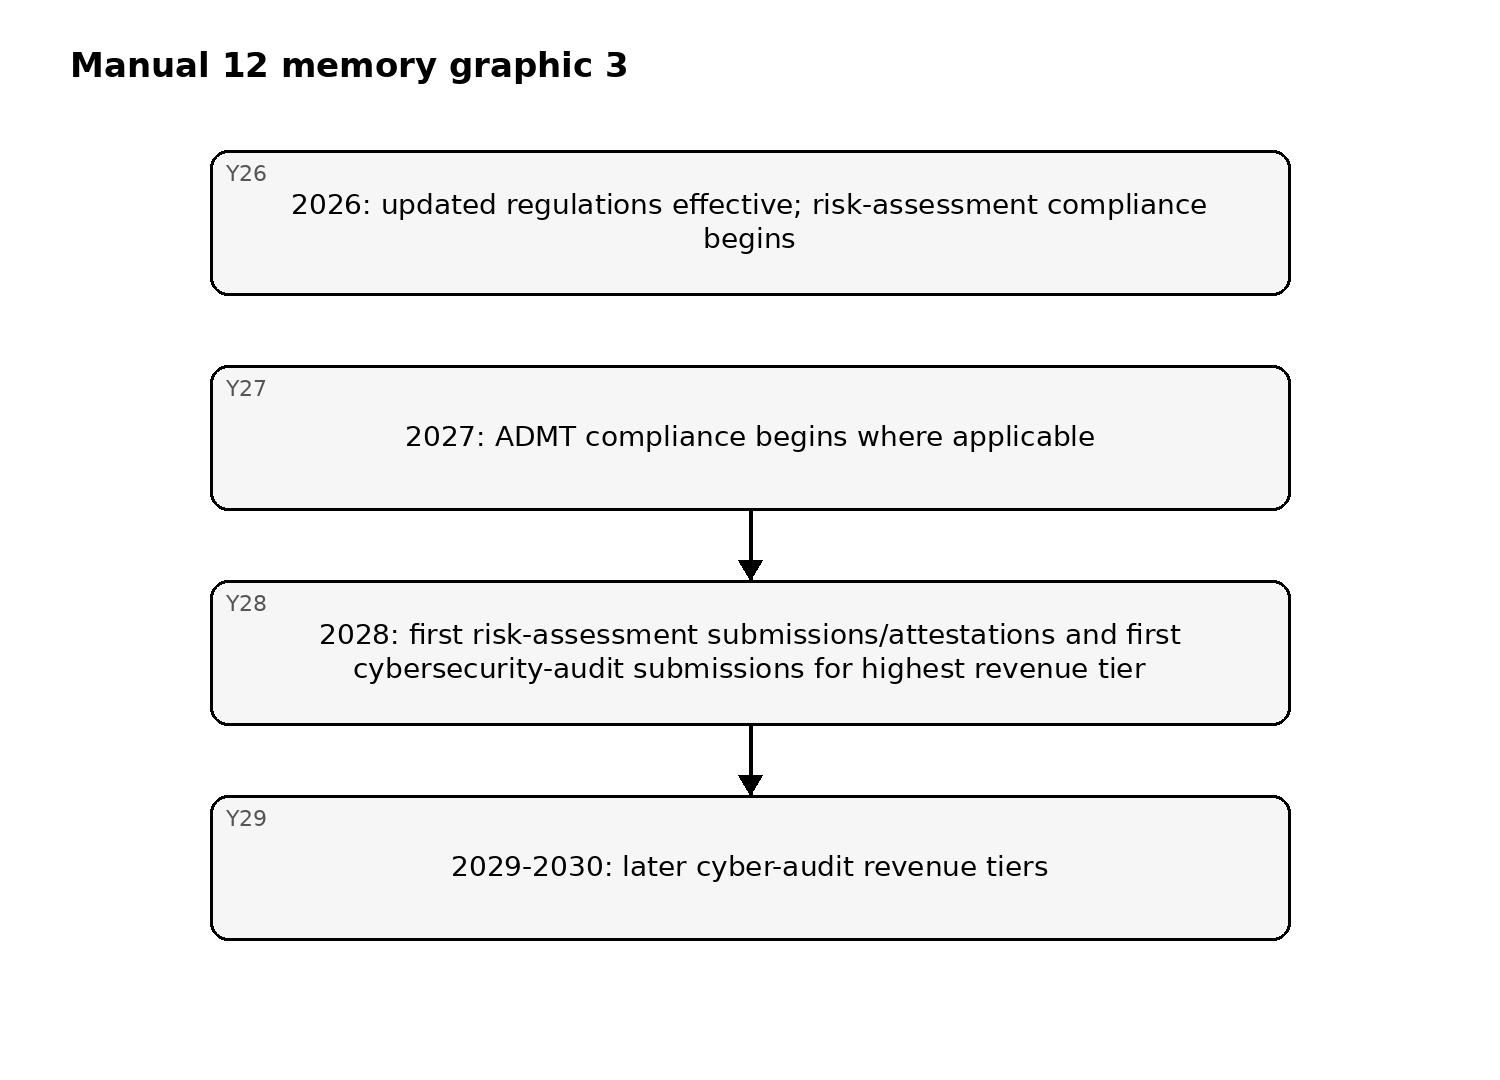 Manual 12 memory graphic 3
Y26
2026: updated regulations effective; risk-assessment compliance
begins
Y27
2027: ADMT compliance begins where applicable
Y28
2028: first risk-assessment submissions/attestations and first
cybersecurity-audit submissions for highest revenue tier
Y29
2029-2030: later cyber-audit revenue tiers